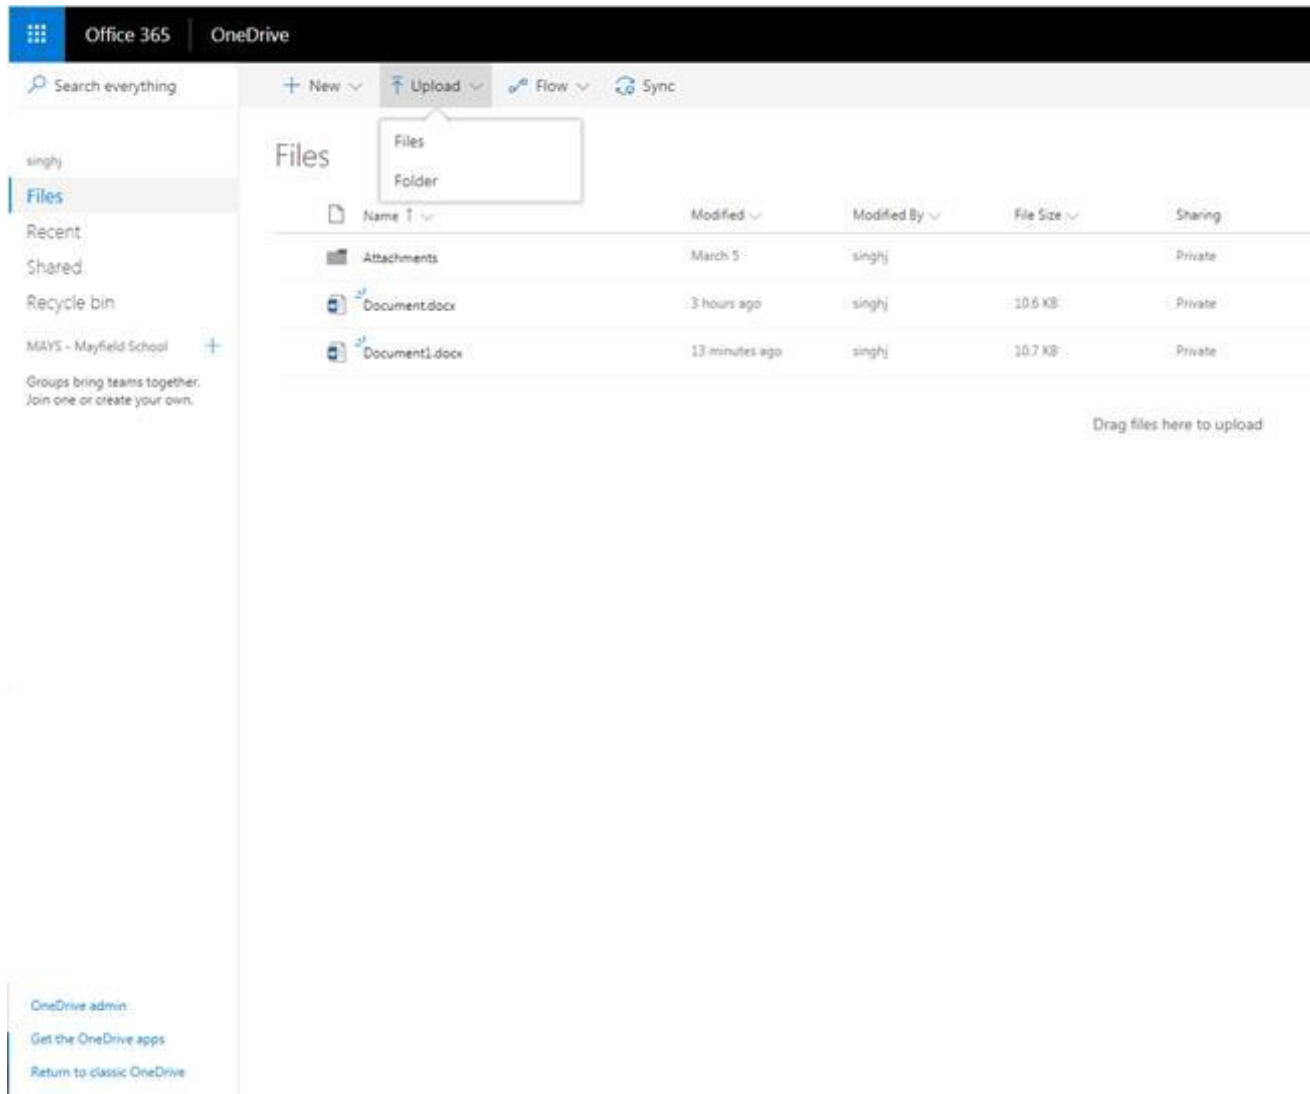 Office 365 OneDrive
Search everything
New Upload Flow Sync
Files
Folder
singhj
Files
Recent
Shared
Recycle bin
MAYS - Mayfield School
Groups bring teams together.
Join one or create your own.
Files
Name Modified Modified By File Size Sharing
Attachments March 5 singhj Private
Document.docx 3 hours ago singhj 10.6 KB Private
Document1.docx 13 minutes ago singhj 10.7 KB Private
Drag files here to upload
OneDrive admin
Get the OneDrive apps
Return to classic OneDrive